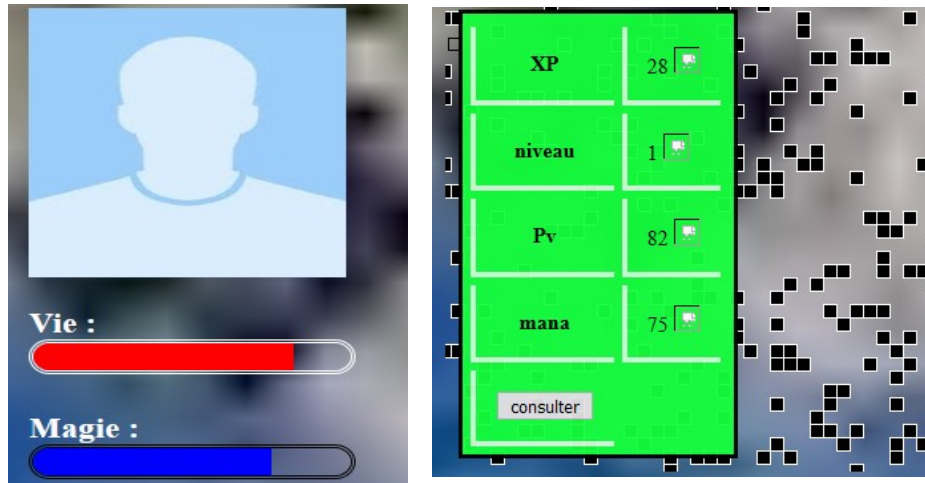 Vie :
Magie :
XP 28
niveau 1
Pv 82
mana 75
consulter